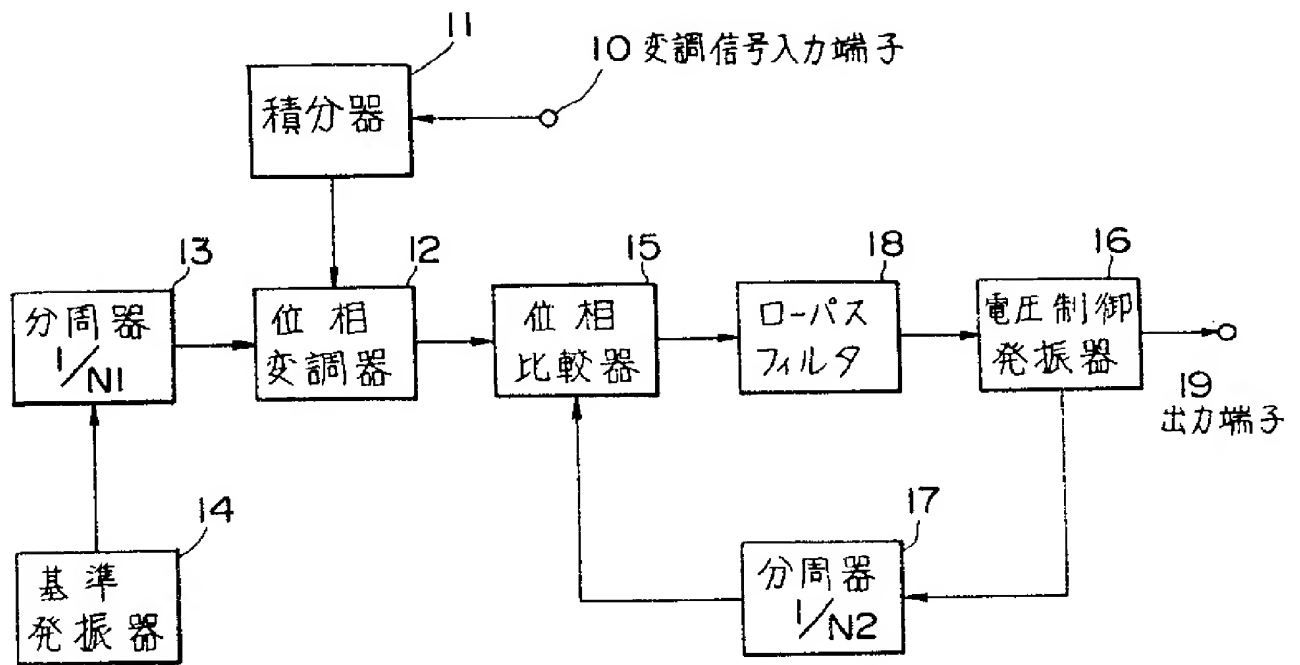 11
10 変調信号入力端子
積分器
13
12
15
18
16
分周器
1/N1
位相
変調器
位相
比較器
ローパス
フィルタ
電圧制御
発振器
19
出力端子
14
17
基準
発振器
分周器
1/N2